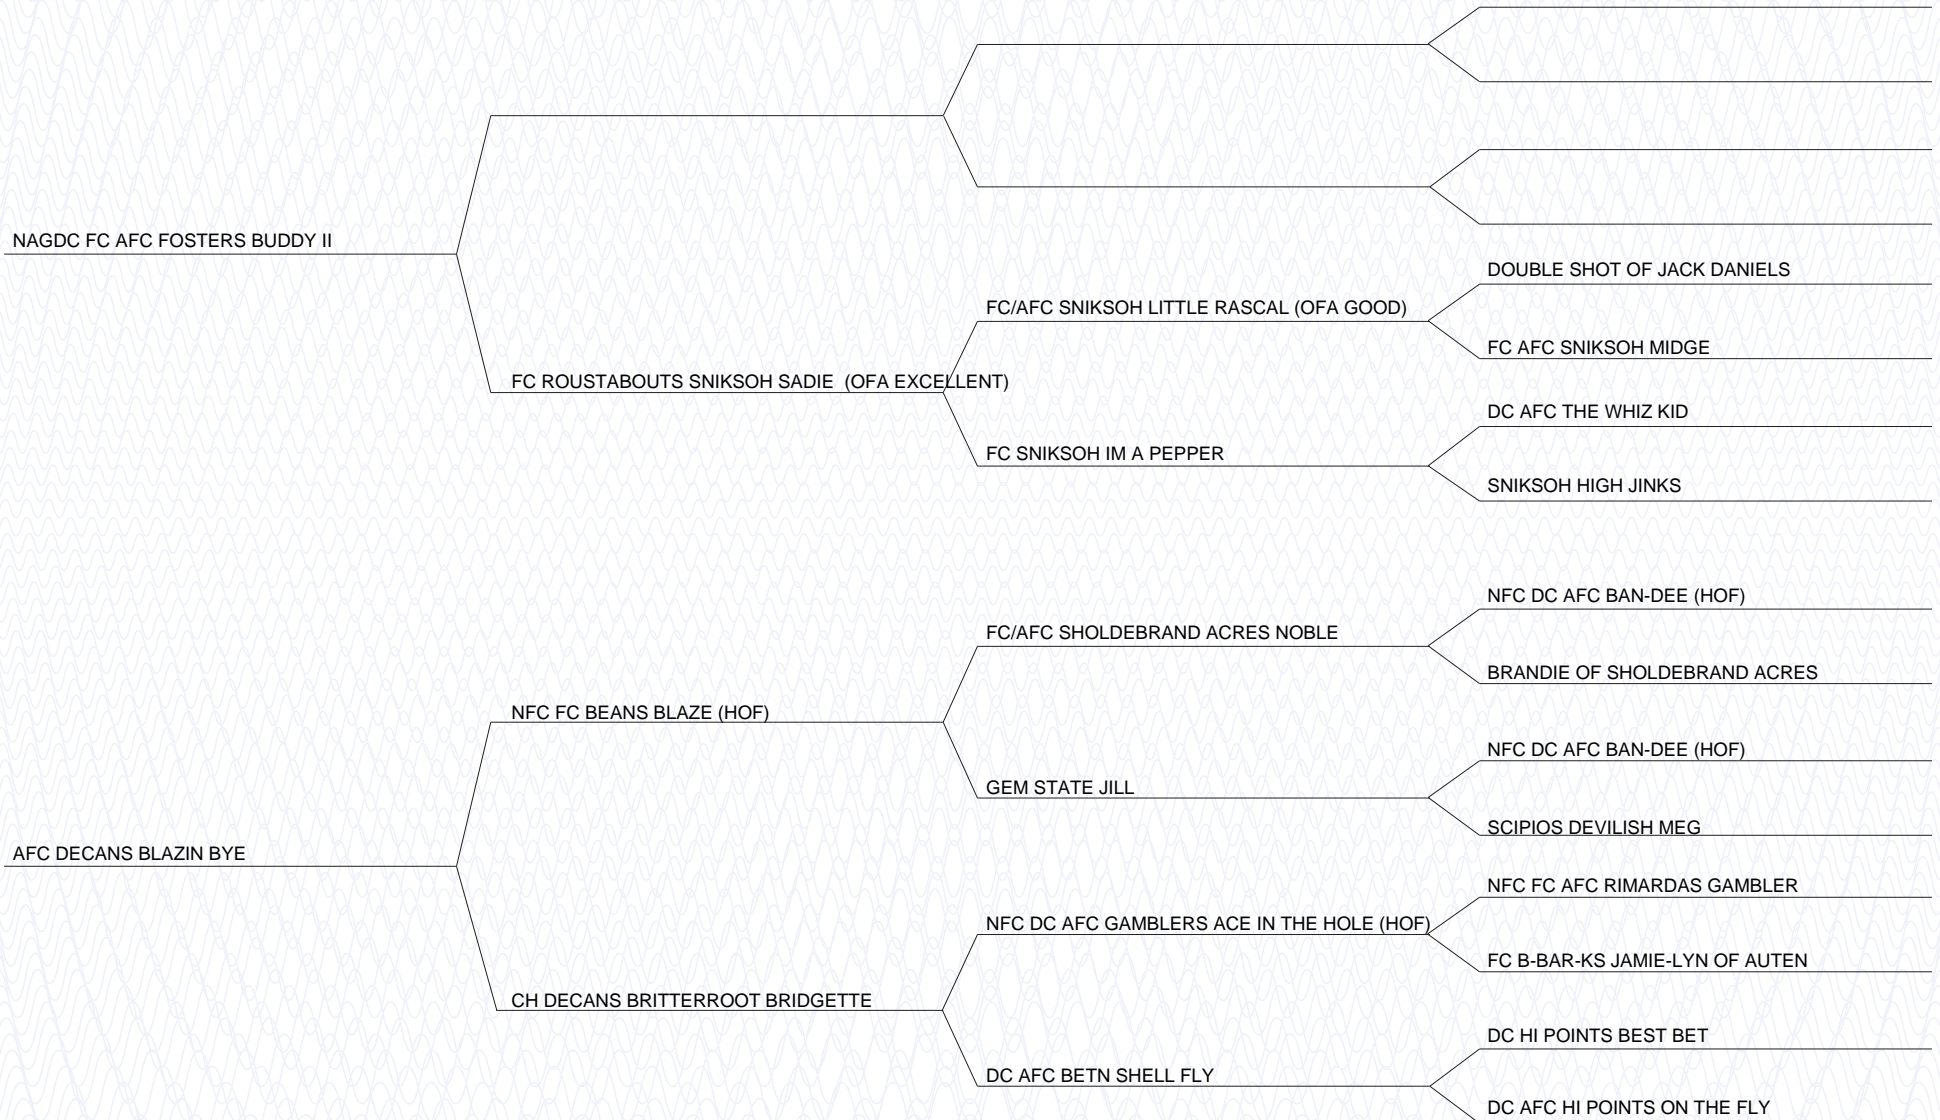 NAGDC FC AFC FOSTERS BUDDY II
DOUBLE SHOT OF JACK DANIELS
FC/AFC SNIKSOH LITTLE RASCAL (OFA GOOD)
FC AFC SNIKSOH MIDGE
FC ROUSTABOUTS SNIKSOH SADIE  (OFA EXCELLENT)
DC AFC THE WHIZ KID
FC SNIKSOH IM A PEPPER
SNIKSOH HIGH JINKS
NFC DC AFC BAN-DEE (HOF)
FC/AFC SHOLDEBRAND ACRES NOBLE
BRANDIE OF SHOLDEBRAND ACRES
NFC FC BEANS BLAZE (HOF)
NFC DC AFC BAN-DEE (HOF)
GEM STATE JILL
SCIPIOS DEVILISH MEG
AFC DECANS BLAZIN BYE
NFC FC AFC RIMARDAS GAMBLER
NFC DC AFC GAMBLERS ACE IN THE HOLE (HOF)
FC B-BAR-KS JAMIE-LYN OF AUTEN
CH DECANS BRITTERROOT BRIDGETTE
DC HI POINTS BEST BET
DC AFC BETN SHELL FLY
DC AFC HI POINTS ON THE FLY